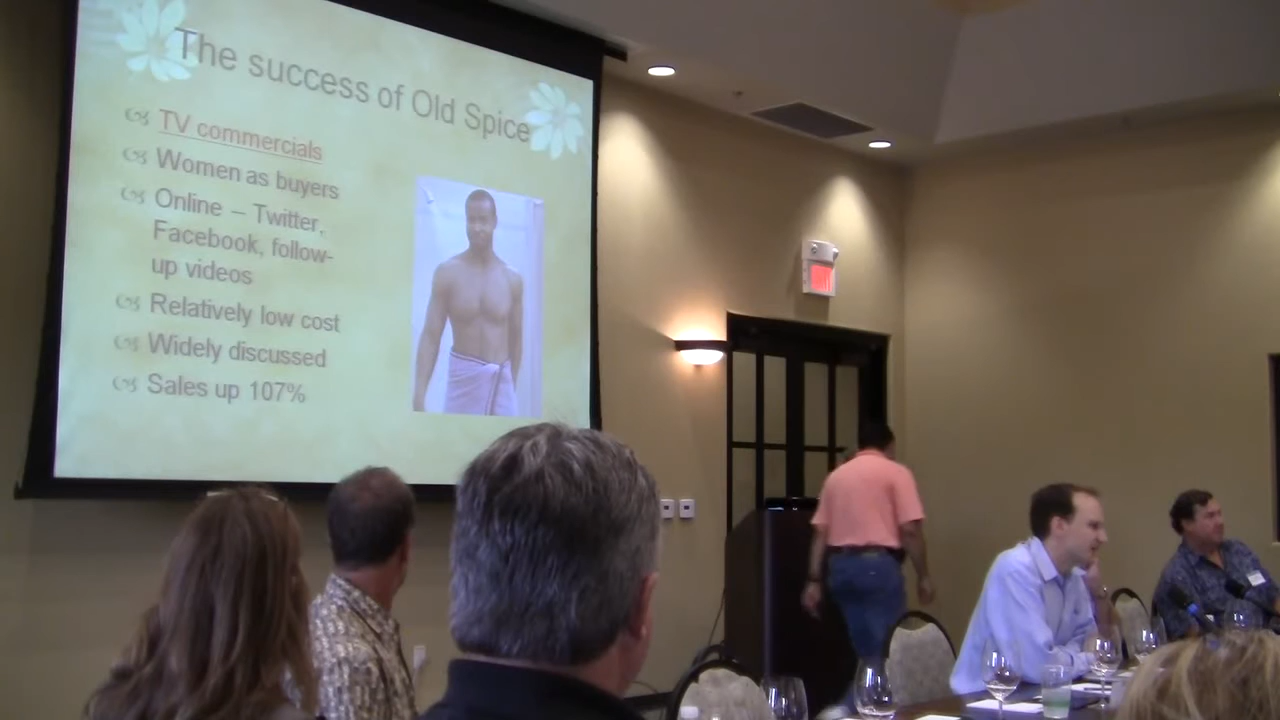 The success of Old Spice
TV commercials
Women as buyers
Online – Twitter,
Facebook, follow-
up videos
Relatively low cost
Widely discussed
Sales up 107%